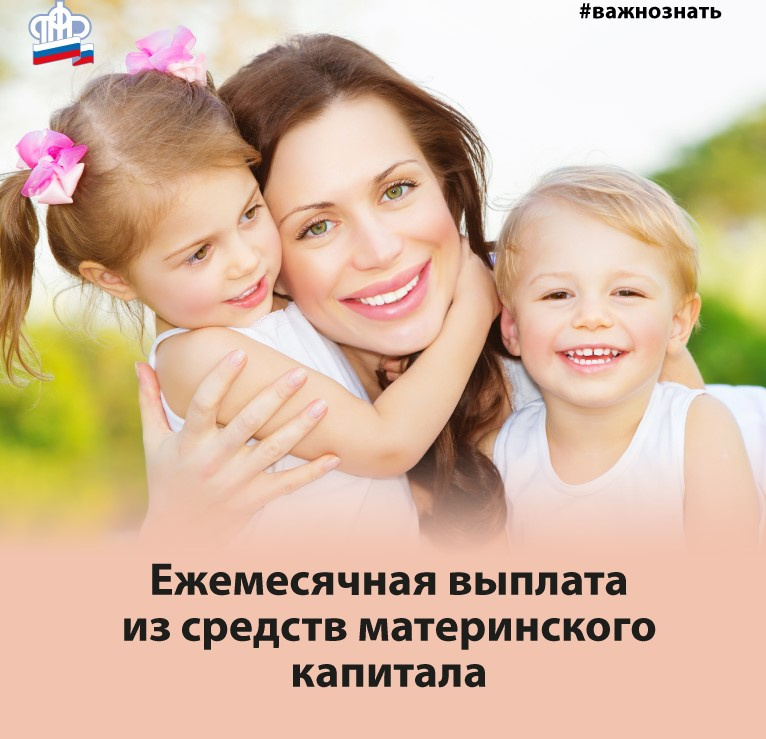 #важнознать
Ежемесячная выплата
из средств материнского
капитала